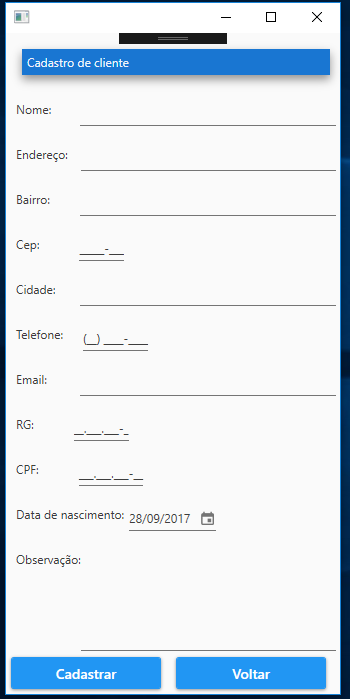 Cadastro de cliente
Nome:
Endereço:
Bairro:
Cep: _____-___
Cidade:
Telefone: (__) ____-____
Email:
RG: __.___.___-_
CPF: ___.___.___-__
Data de nascimento: 28/09/2017
Observação:
Cadastrar Voltar